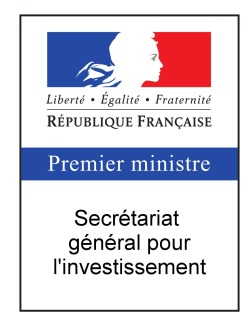 Liberté • Égalité • Fraternité
RÉPUBLIQUE FRANÇAISE
Premier ministre
Secrétariat
général pour
l'investissement